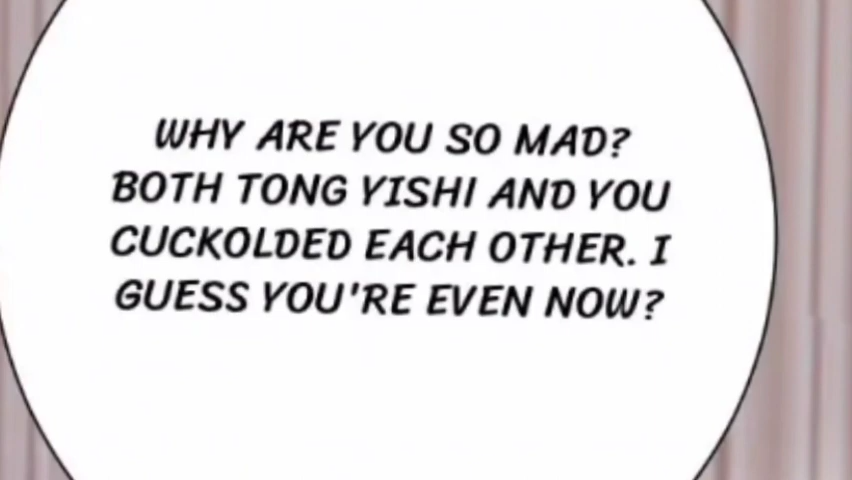 WHY ARE YOU SO MAD?
BOTH TONG YISHI AND YOU
CUCKOLDED EACH OTHER. I
GUESS YOU'RE EVEN NOW?